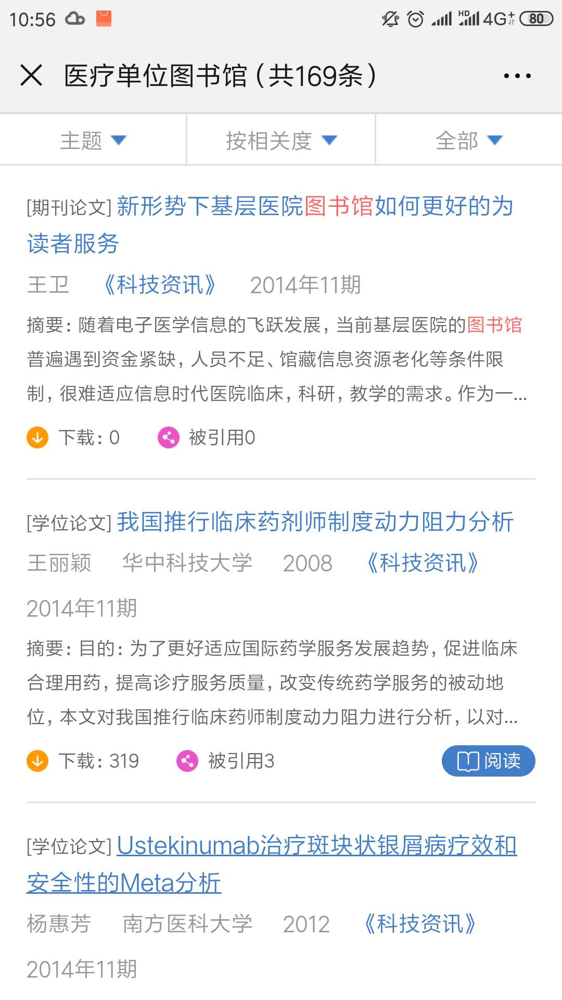 10:56 HD 4G+ 80
医疗单位图书馆（共169条）
主题 按相关度 全部
[期刊论文] 新形势下基层医院图书馆如何更好的为
读者服务
王卫 《科技资讯》 2014年11期
摘要：随着电子医学信息的飞跃发展，当前基层医院的图书馆
普遍遇到资金紧缺，人员不足、馆藏信息资源老化等条件限
制，很难适应信息时代医院临床，科研，教学的需求。作为一...
下载：0 被引用0
[学位论文] 我国推行临床药剂师制度动力阻力分析
王丽颖 华中科技大学 2008 《科技资讯》
2014年11期
摘要：目的：为了更好适应国际药学服务发展趋势，促进临床
合理用药，提高诊疗服务质量，改变传统药学服务的被动地
位，本文对我国推行临床药师制度动力阻力进行分析，以对...
下载：319 被引用3 阅读
[学位论文] Ustekinumab治疗斑块状银屑病疗效和
安全性的Meta分析
杨惠芳 南方医科大学 2012 《科技资讯》
2014年11期